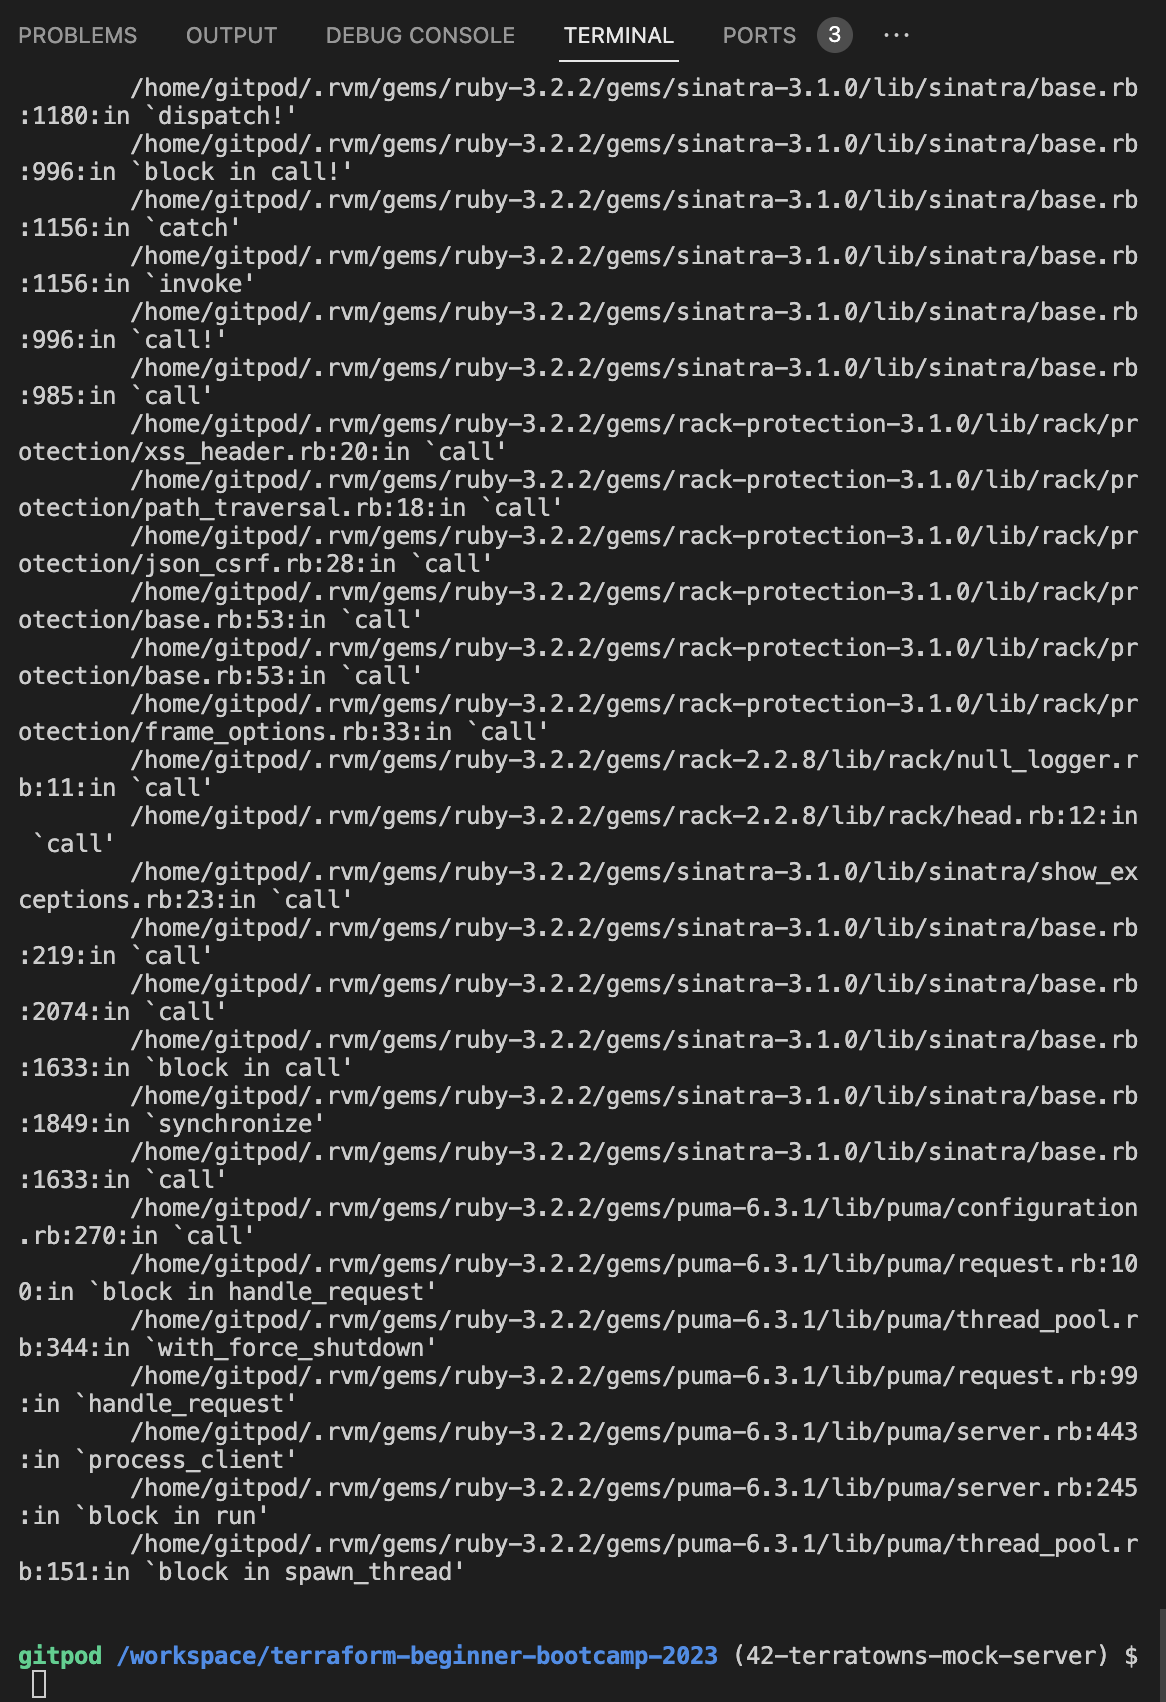 PROBLEMS OUTPUT DEBUG CONSOLE TERMINAL PORTS 3 ...
/home/gitpod/.rvm/gems/ruby-3.2.2/gems/sinatra-3.1.0/lib/sinatra/base.rb
:1180:in `dispatch!'
/home/gitpod/.rvm/gems/ruby-3.2.2/gems/sinatra-3.1.0/lib/sinatra/base.rb
:996:in `block in call!'
/home/gitpod/.rvm/gems/ruby-3.2.2/gems/sinatra-3.1.0/lib/sinatra/base.rb
:1156:in `catch'
/home/gitpod/.rvm/gems/ruby-3.2.2/gems/sinatra-3.1.0/lib/sinatra/base.rb
:1156:in `invoke'
/home/gitpod/.rvm/gems/ruby-3.2.2/gems/sinatra-3.1.0/lib/sinatra/base.rb
:996:in `call!'
/home/gitpod/.rvm/gems/ruby-3.2.2/gems/sinatra-3.1.0/lib/sinatra/base.rb
:985:in `call'
/home/gitpod/.rvm/gems/ruby-3.2.2/gems/rack-protection-3.1.0/lib/rack/pr
otection/xss_header.rb:20:in `call'
/home/gitpod/.rvm/gems/ruby-3.2.2/gems/rack-protection-3.1.0/lib/rack/pr
otection/path_traversal.rb:18:in `call'
/home/gitpod/.rvm/gems/ruby-3.2.2/gems/rack-protection-3.1.0/lib/rack/pr
otection/json_csrf.rb:28:in `call'
/home/gitpod/.rvm/gems/ruby-3.2.2/gems/rack-protection-3.1.0/lib/rack/pr
otection/base.rb:53:in `call'
/home/gitpod/.rvm/gems/ruby-3.2.2/gems/rack-protection-3.1.0/lib/rack/pr
otection/base.rb:53:in `call'
/home/gitpod/.rvm/gems/ruby-3.2.2/gems/rack-protection-3.1.0/lib/rack/pr
otection/frame_options.rb:33:in `call'
/home/gitpod/.rvm/gems/ruby-3.2.2/gems/rack-2.2.8/lib/rack/null_logger.r
b:11:in `call'
/home/gitpod/.rvm/gems/ruby-3.2.2/gems/rack-2.2.8/lib/rack/head.rb:12:in
`call'
/home/gitpod/.rvm/gems/ruby-3.2.2/gems/sinatra-3.1.0/lib/sinatra/show_ex
ceptions.rb:23:in `call'
/home/gitpod/.rvm/gems/ruby-3.2.2/gems/sinatra-3.1.0/lib/sinatra/base.rb
:219:in `call'
/home/gitpod/.rvm/gems/ruby-3.2.2/gems/sinatra-3.1.0/lib/sinatra/base.rb
:2074:in `call'
/home/gitpod/.rvm/gems/ruby-3.2.2/gems/sinatra-3.1.0/lib/sinatra/base.rb
:1633:in `block in call'
/home/gitpod/.rvm/gems/ruby-3.2.2/gems/sinatra-3.1.0/lib/sinatra/base.rb
:1849:in `synchronize'
/home/gitpod/.rvm/gems/ruby-3.2.2/gems/sinatra-3.1.0/lib/sinatra/base.rb
:1633:in `call'
/home/gitpod/.rvm/gems/ruby-3.2.2/gems/puma-6.3.1/lib/puma/configuration
.rb:270:in `call'
/home/gitpod/.rvm/gems/ruby-3.2.2/gems/puma-6.3.1/lib/puma/request.rb:10
0:in `block in handle_request'
/home/gitpod/.rvm/gems/ruby-3.2.2/gems/puma-6.3.1/lib/puma/thread_pool.r
b:344:in `with_force_shutdown'
/home/gitpod/.rvm/gems/ruby-3.2.2/gems/puma-6.3.1/lib/puma/request.rb:99
:in `handle_request'
/home/gitpod/.rvm/gems/ruby-3.2.2/gems/puma-6.3.1/lib/puma/server.rb:443
:in `process_client'
/home/gitpod/.rvm/gems/ruby-3.2.2/gems/puma-6.3.1/lib/puma/server.rb:245
:in `block in run'
/home/gitpod/.rvm/gems/ruby-3.2.2/gems/puma-6.3.1/lib/puma/thread_pool.r
b:151:in `block in spawn_thread'
gitpod /workspace/terraform-beginner-bootcamp-2023 (42-terratowns-mock-server) $